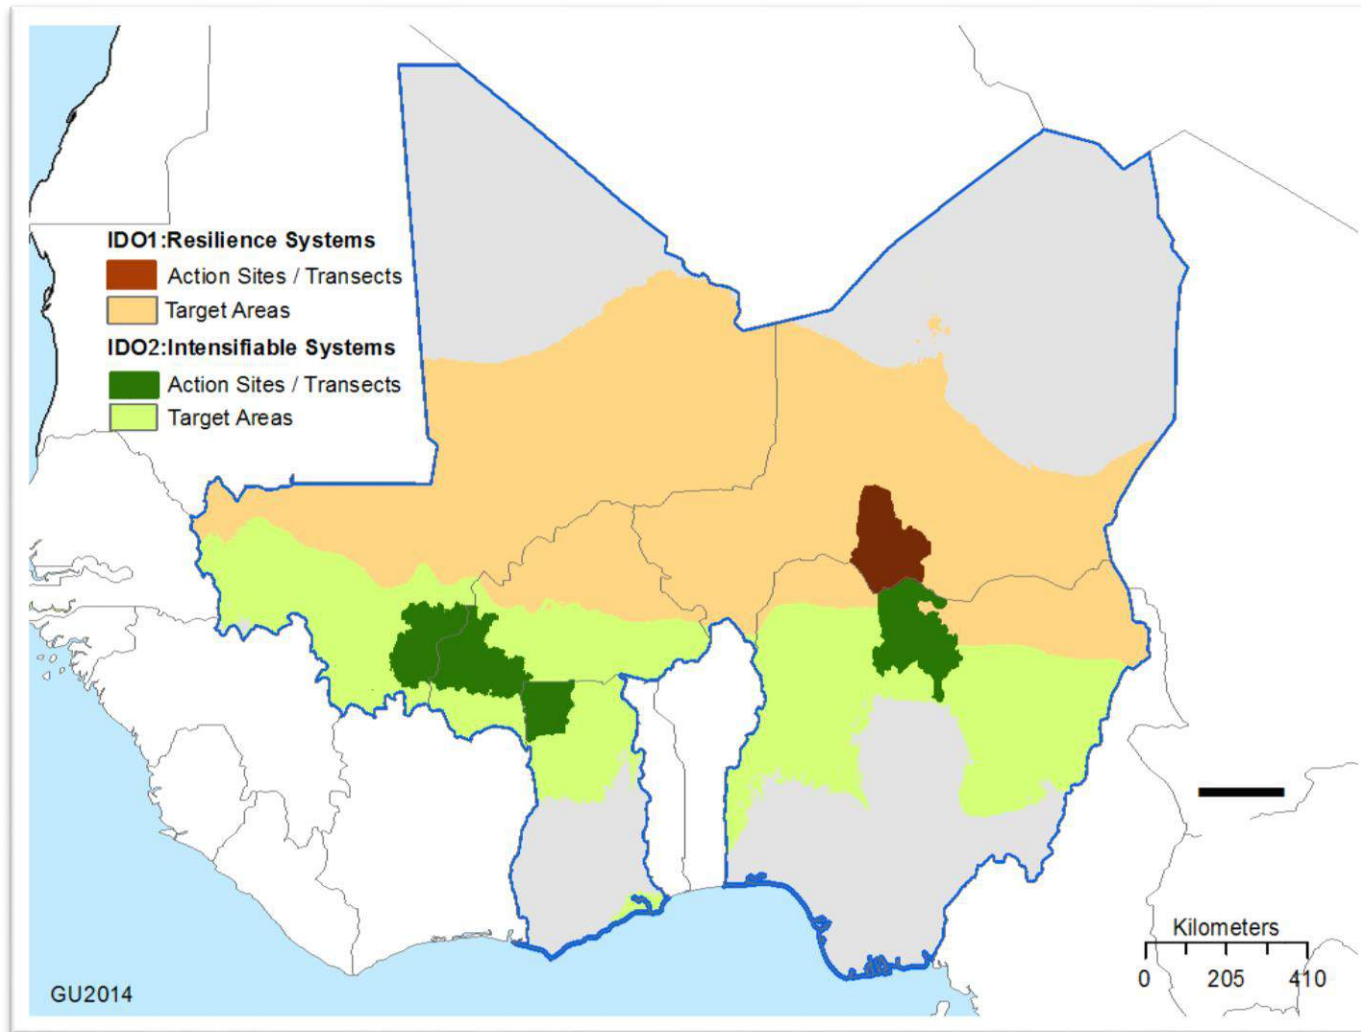 IDO1:Resilience Systems
Action Sites / Transects
Target Areas
IDO2:Intensifiable Systems
Action Sites / Transects
Target Areas
Kilometers
0 205 410
GU2014